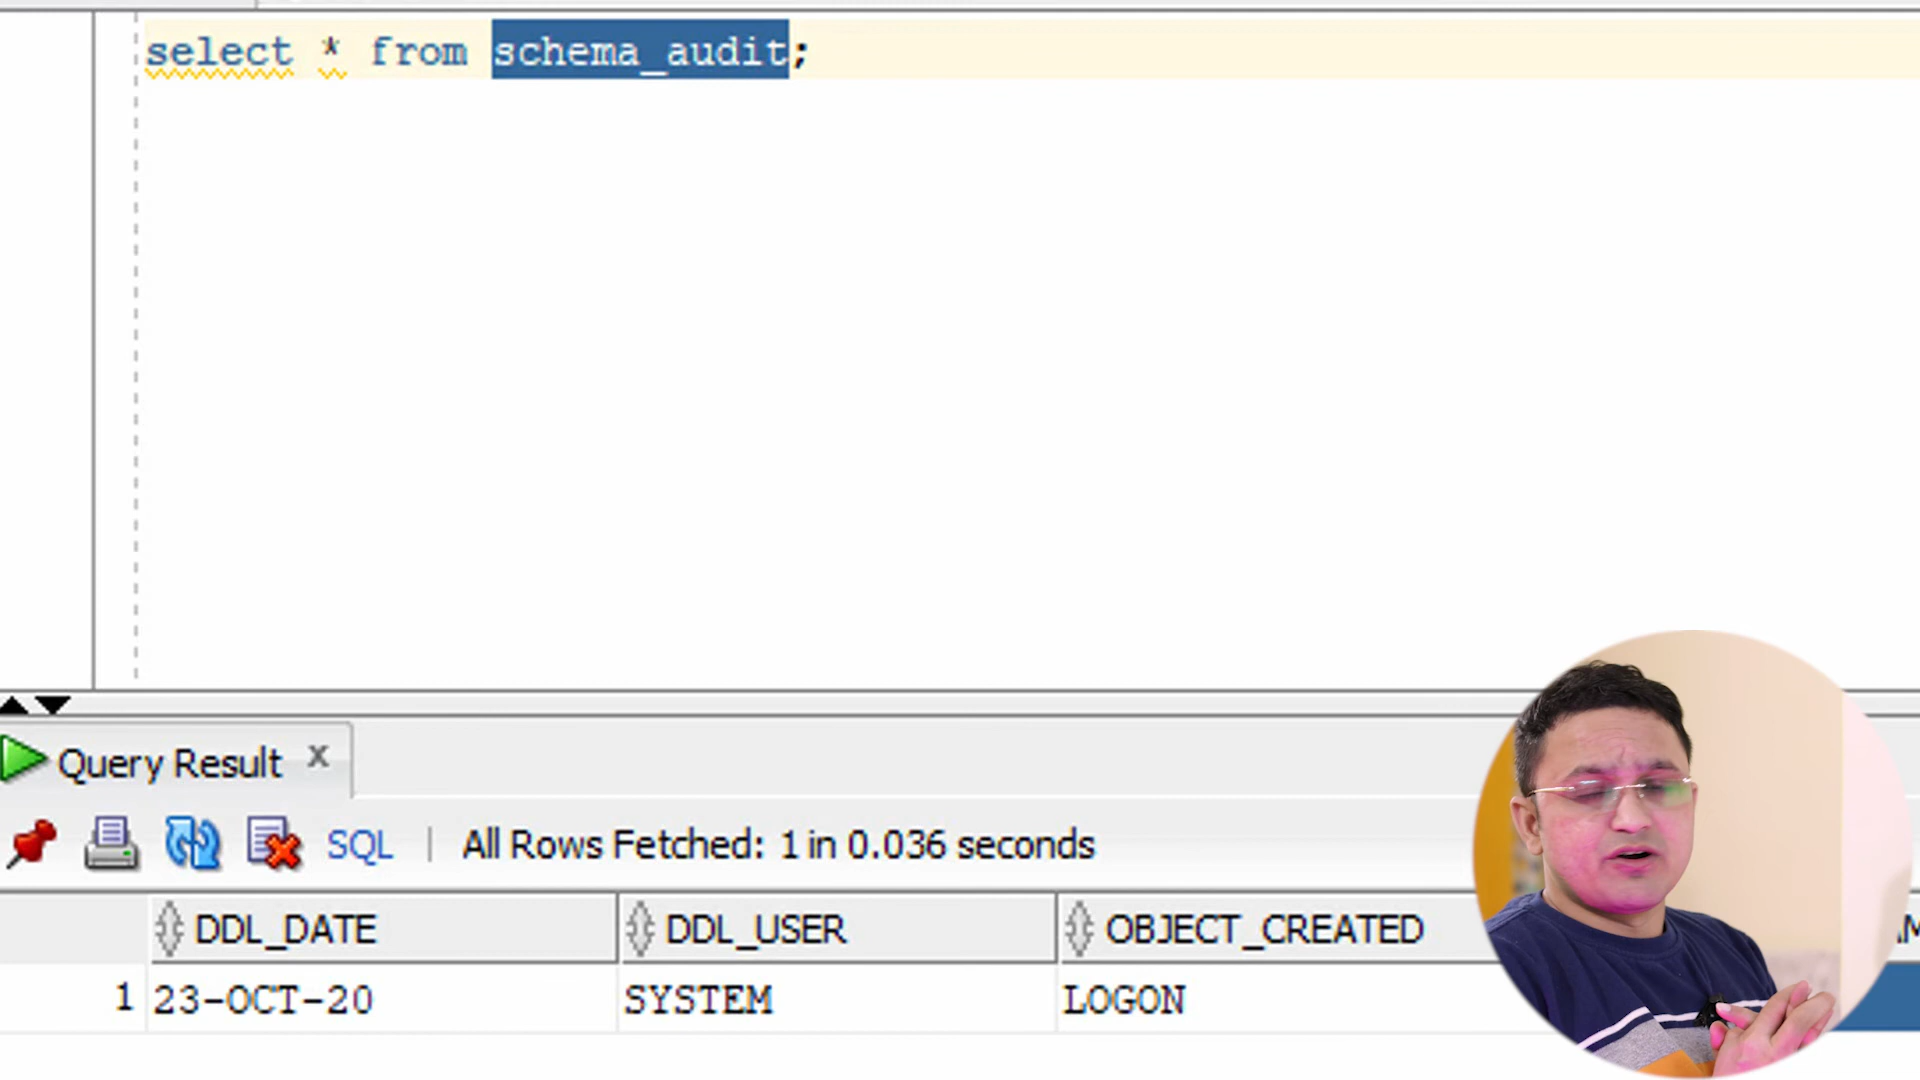 select * from schema_audit;
Query Result x
SQL | All Rows Fetched: 1 in 0.036 seconds
DDL_DATE DDL_USER OBJECT_CREATED
1 23-OCT-20 SYSTEM LOGON